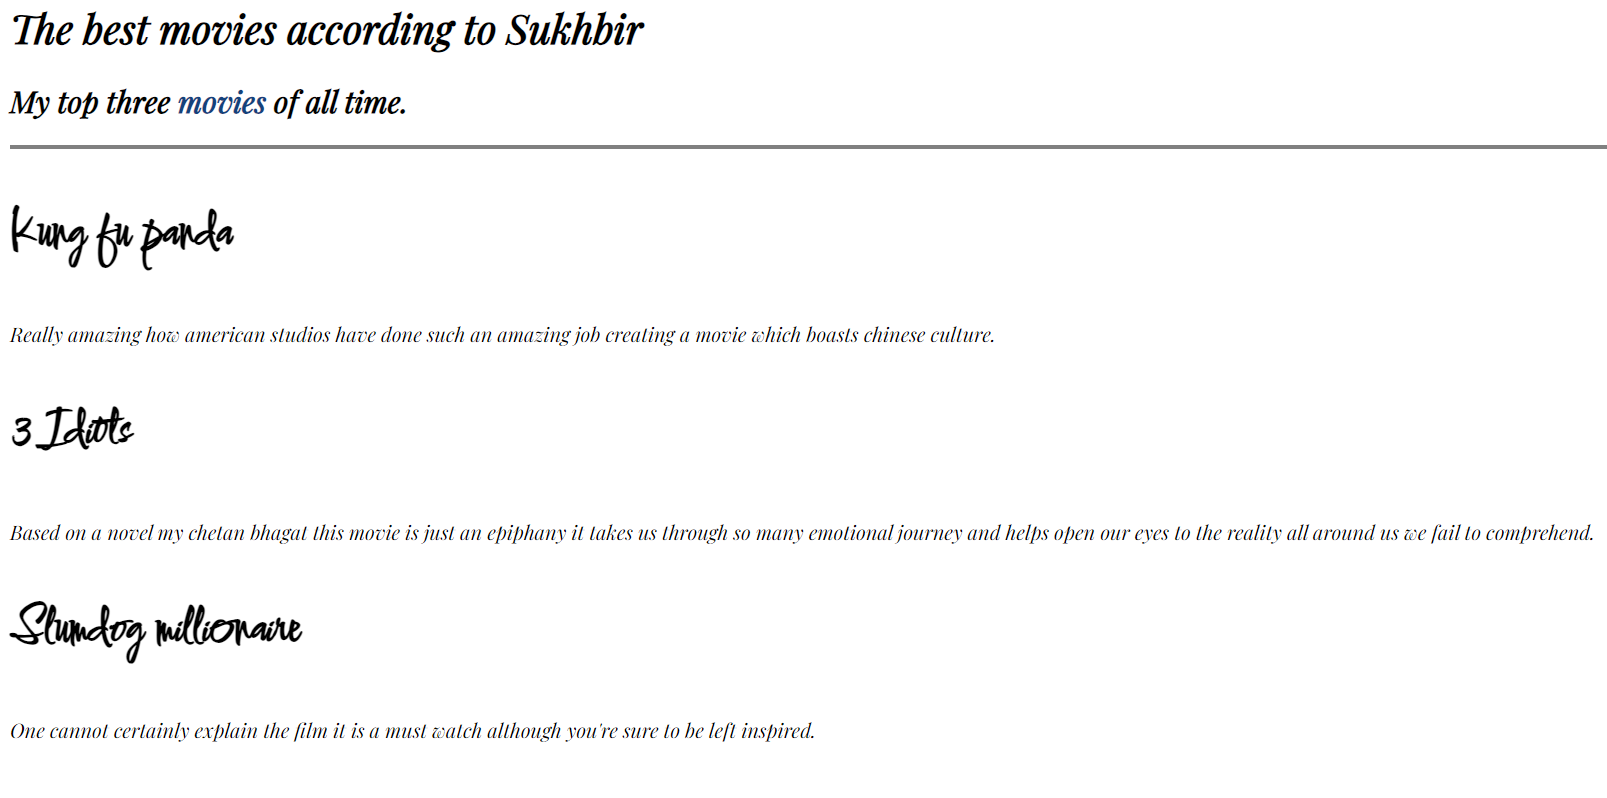 The best movies according to Sukhbir
My top three movies of all time.
Kung fu panda
Really amazing how american studios have done such an amazing job creating a movie which boasts chinese culture.
3 Idiots
Based on a novel my chetan bhagat this movie is just an epiphany it takes us through so many emotional journey and helps open our eyes to the reality all around us we fail to comprehend.
Slumdog millionaire
One cannot certainly explain the film it is a must watch although you're sure to be left inspired.